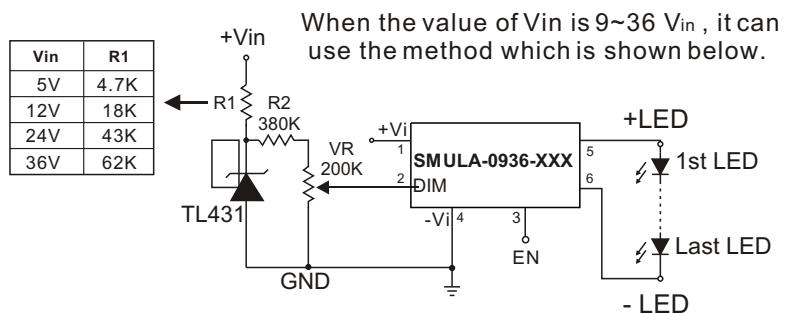 When the value of Vin is 9~36 Vin , it can
use the method which is shown below.
Vin R1
5V 4.7K
12V 18K
24V 43K
36V 62K
+Vin
R1
R2
380K
VR
200K
TL431
GND
+Vi
1
2
SMULA-0936-XXX
DIM
-Vi
4
3
EN
5
6
+LED
1st LED
Last LED
- LED